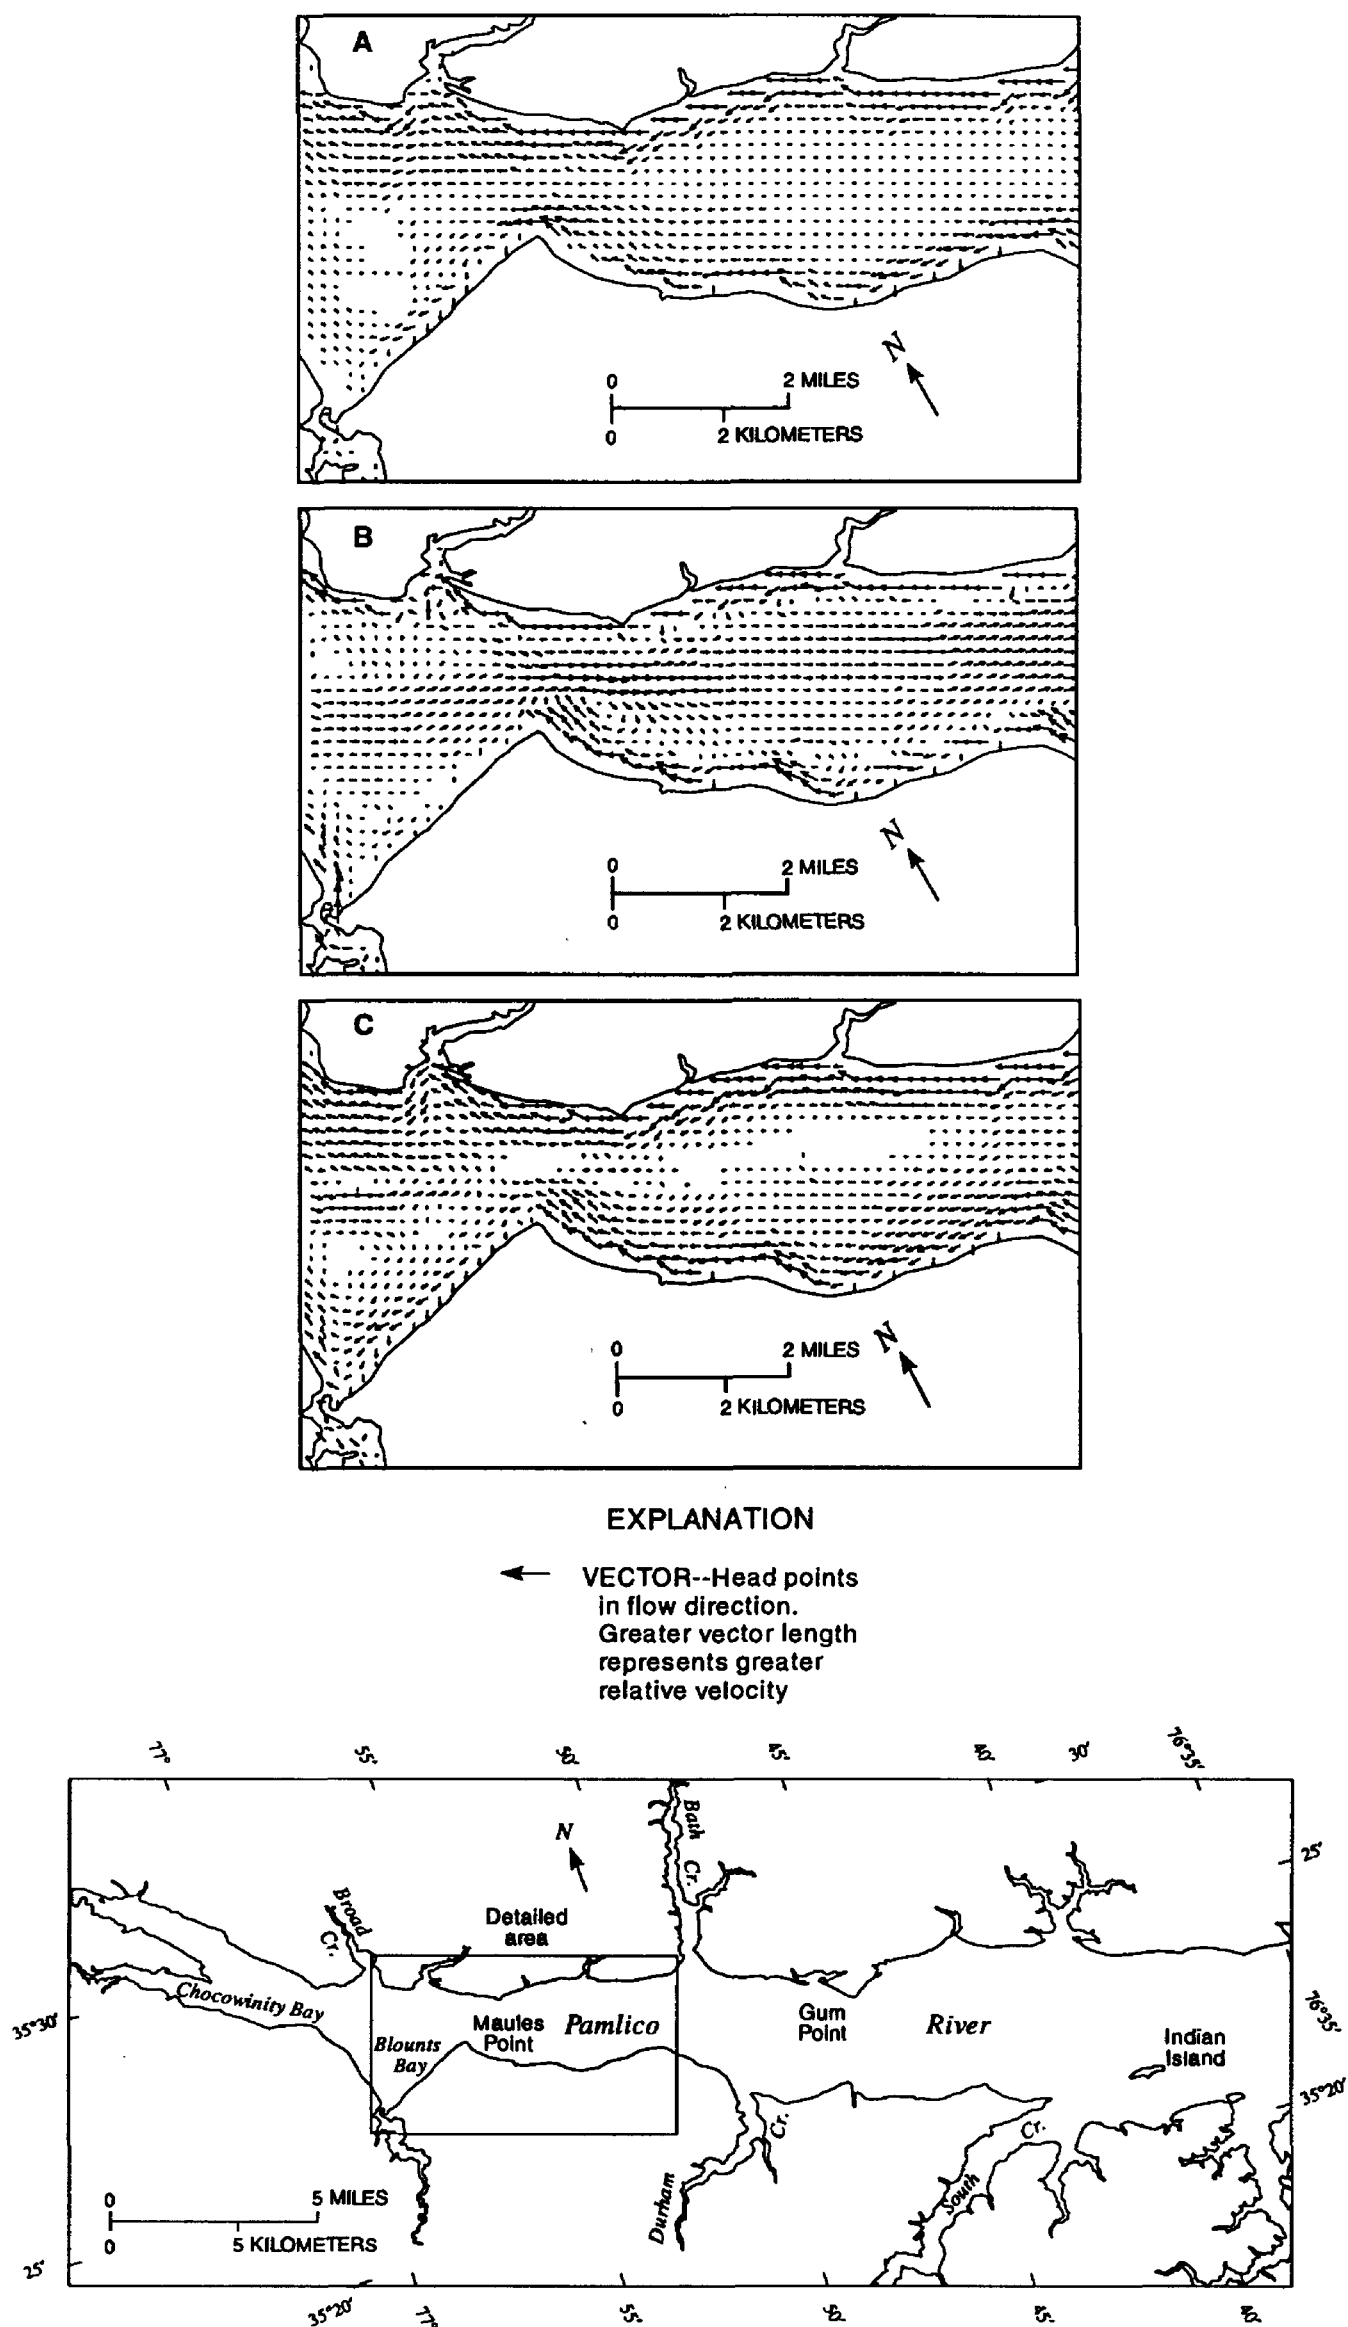 A
N
0 2 MILES
0 2 KILOMETERS
B
N
0 2 MILES
0 2 KILOMETERS
C
N
0 2 MILES
0 2 KILOMETERS
EXPLANATION
VECTOR--Head points
in flow direction.
Greater vector length
represents greater
relative velocity
77° 55' 50' 45' 40' 30' 76°35'
25'
N
Bath
Cr.
Broad
Cr.
Detailed
area
Chocowinity Bay
35°30'
Maules
Point
Pamlico
Gum
Point
River
76°35'
Blounts
Bay
Indian
Island
35°20'
Cr.
Cr.
Durham
South
0 5 MILES
0 5 KILOMETERS
25'
35°20' 77° 55' 50' 45' 40'